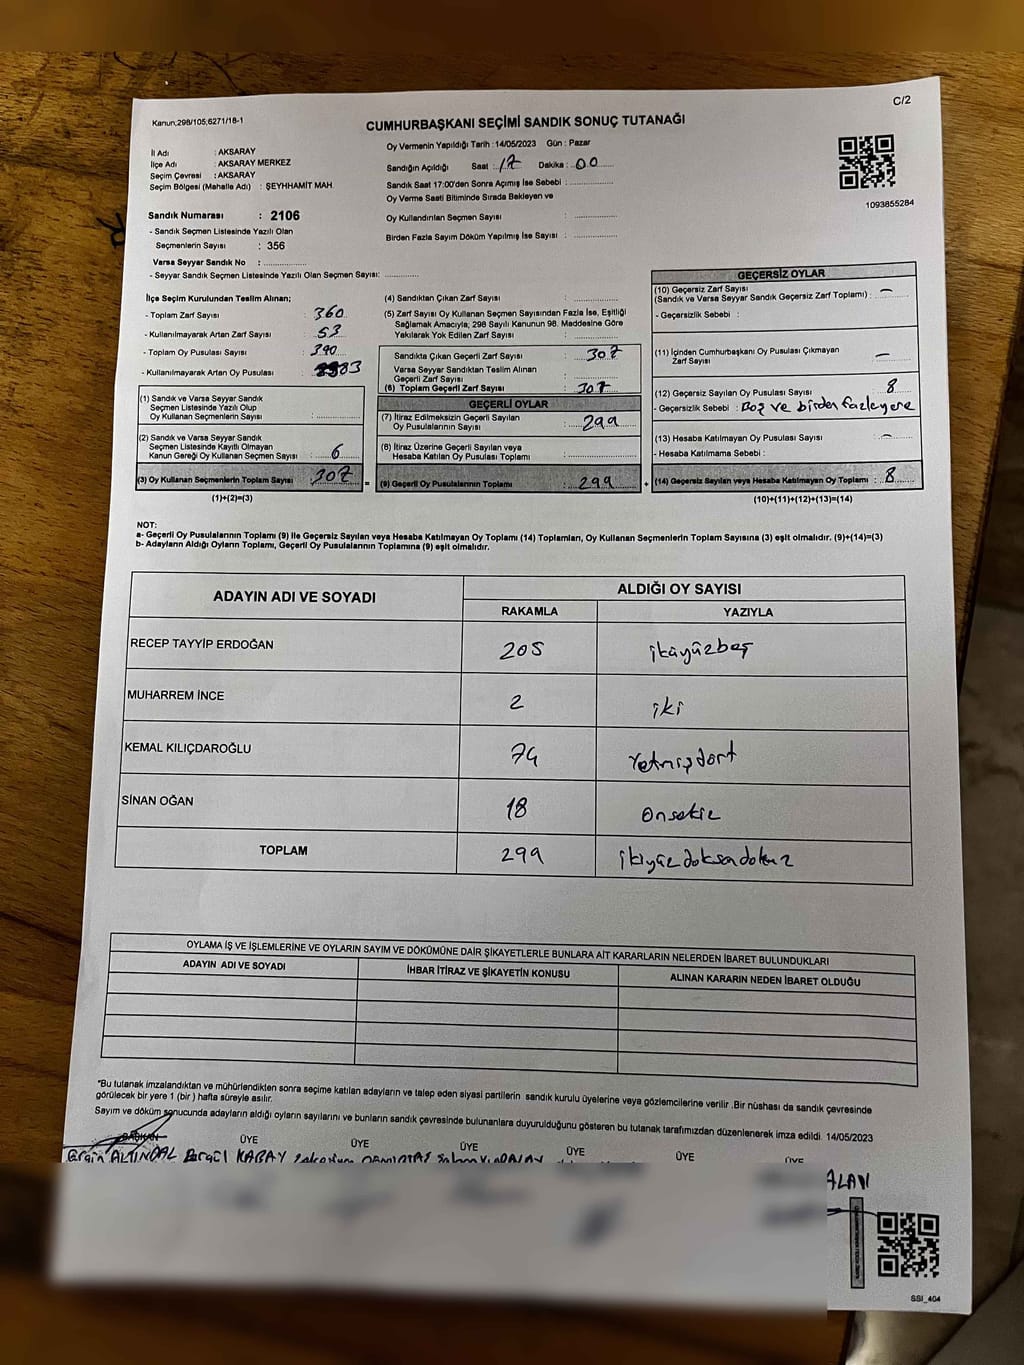 C/2
Kanun;298/105;6271/18-1
CUMHURBAŞKANI SEÇİMİ SANDIK SONUÇ TUTANAĞI
İl Adı : AKSARAY
İlçe Adı : AKSARAY MERKEZ
Seçim Çevresi : AKSARAY
Seçim Bölgesi (Mahalle Adı) : ŞEYHHAMİT MAH.
Sandık Numarası : 2106
- Sandık Seçmen Listesinde Yazılı Olan
Seçmenlerin Sayısı : 356
Varsa Seyyar Sandık No :
- Seyyar Sandık Seçmen Listesinde Yazılı Olan Seçmen Sayısı:
Oy Vermenin Yapıldığı Tarih :14/05/2023 Gün : Pazar
Sandığın Açıldığı Saat : 17 Dakika : 00
Sandık Saat 17:00'den Sonra Açımış İse Sebebi :
Oy Verme Saati Bitiminde Sırada Bekleyen ve
Oy Kullandırılan Seçmen Sayısı :
Birden Fazla Sayım Döküm Yapılmış İse Sayısı :
1093855284
İlçe Seçim Kurulundan Teslim Alınan;
- Toplam Zarf Sayısı : 360
- Kullanılmayarak Artan Zarf Sayısı : 53
- Toplam Oy Pusulası Sayısı : 390
- Kullanılmayarak Artan Oy Pusulası : 83
(1) Sandık ve Varsa Seyyar Sandık
Seçmen Listesinde Yazılı Olup
Oy Kullanan Seçmenlerin Sayısı :
(2) Sandık ve Varsa Seyyar Sandık
Seçmen Listesinde Kayıtlı Olmayan
Kanun Gereği Oy Kullanan Seçmen Sayısı : 6
(3) Oy Kullanan Seçmenlerin Toplam Sayısı : 307
(1)+(2)=(3)
(4) Sandıktan Çıkan Zarf Sayısı :
(5) Zarf Sayısı Oy Kullanan Seçmen Sayısından Fazla İse, Eşitliği
Sağlamak Amacıyla, 298 Sayılı Kanunun 98. Maddesine Göre
Yakılarak Yok Edilen Zarf Sayısı :
Sandıkta Çıkan Geçerli Zarf Sayısı : 307
Varsa Seyyar Sandıktan Teslim Alınan
Geçerli Zarf Sayısı :
(6) Toplam Geçerli Zarf Sayısı : 307
GEÇERLİ OYLAR
(7) İtiraz Edilmeksizin Geçerli Sayılan
Oy Pusulalarının Sayısı : 299
(8) İtiraz Üzerine Geçerli Sayılan veya
Hesaba Katılan Oy Pusulası Toplamı :
(9) Geçerli Oy Pusulalarının Toplamı : 299
GEÇERSİZ OYLAR
(10) Geçersiz Zarf Sayısı
(Sandık ve Varsa Seyyar Sandık Geçersiz Zarf Toplamı) : —
- Geçersizlik Sebebi :
(11) İçinden Cumhurbaşkanı Oy Pusulası Çıkmayan
Zarf Sayısı : —
(12) Geçersiz Sayılan Oy Pusulası Sayısı : 8
- Geçersizlik Sebebi : Boş ve birden fazleyere
(13) Hesaba Katılmayan Oy Pusulası Sayısı : —
- Hesaba Katılmama Sebebi :
(14) Geçersiz Sayılan veya Hesaba Katılmayan Oy Toplamı : 8
(10)+(11)+(12)+(13)=(14)
NOT:
a- Geçerli Oy Pusulalarının Toplamı (9) ile Geçersiz Sayılan veya Hesaba Katılmayan Oy Toplamı (14) Toplamları, Oy Kullanan Seçmenlerin Toplam Sayısına (3) eşit olmalıdır. (9)+(14)=(3)
b- Adayların Aldığı Oyların Toplamı, Geçerli Oy Pusulalarının Toplamına (9) eşit olmalıdır.
ADAYIN ADI VE SOYADI ALDIĞI OY SAYISI
RAKAMLA YAZIYLA
RECEP TAYYİP ERDOĞAN 205 ikiyüzbeş
MUHARREM İNCE 2 iki
KEMAL KILIÇDAROĞLU 74 Yetmişdört
SİNAN OĞAN 18 Onsekiz
TOPLAM 299 ikiyüzdoksandokuz
OYLAMA İŞ VE İŞLEMLERİNE VE OYLARIN SAYIM VE DÖKÜMÜNE DAİR ŞİKAYETLERLE BUNLARA AİT KARARLARIN NELERDEN İBARET BULUNDUKLARI
ADAYIN ADI VE SOYADI İHBAR İTİRAZ VE ŞİKAYETİN KONUSU ALINAN KARARIN NEDEN İBARET OLDUĞU
*Bu tutanak imzalandıktan ve mühürlendikten sonra seçime katılan adayların ve talep eden siyasi partilerin sandık kurulu üyelerine veya gözlemcilerine verilir .Bir nüshası da sandık çevresinde
görülecek bir yere 1 (bir ) hafta süreyle asılır.
Sayım ve döküm sonucunda adayların aldığı oyların sayılarını ve bunların sandık çevresinde bulunanlara duyurulduğunu gösteren bu tutanak tarafımızdan düzenlenerek imza edildi. 14/05/2023
BAŞKAN ÜYE ÜYE ÜYE ÜYE ÜYE ÜYE
Ergin ALTINDAL KABAY
ALAN
SSI_404